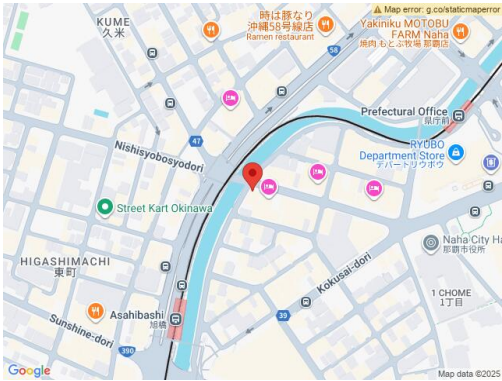 Map error: g.co/staticmaperror
KUME
久米
時は豚なり
沖縄58号線店
Ramen restaurant
Yakiniku MOTOBU
FARM Naha
焼肉 もとぶ牧場 那覇店
58
Prefectural Office
県庁前
47
Nishisyobosyodori
RYUBO
Department Store
デパートリウボウ
Street Kart Okinawa
Naha City Ha
那覇市役所
HIGASHIMACHI
東町
Kokusai-dori
1 CHOME
1丁目
Asahibashi
旭橋
39
Sunshine-dori
390
Google
Map data ©2025